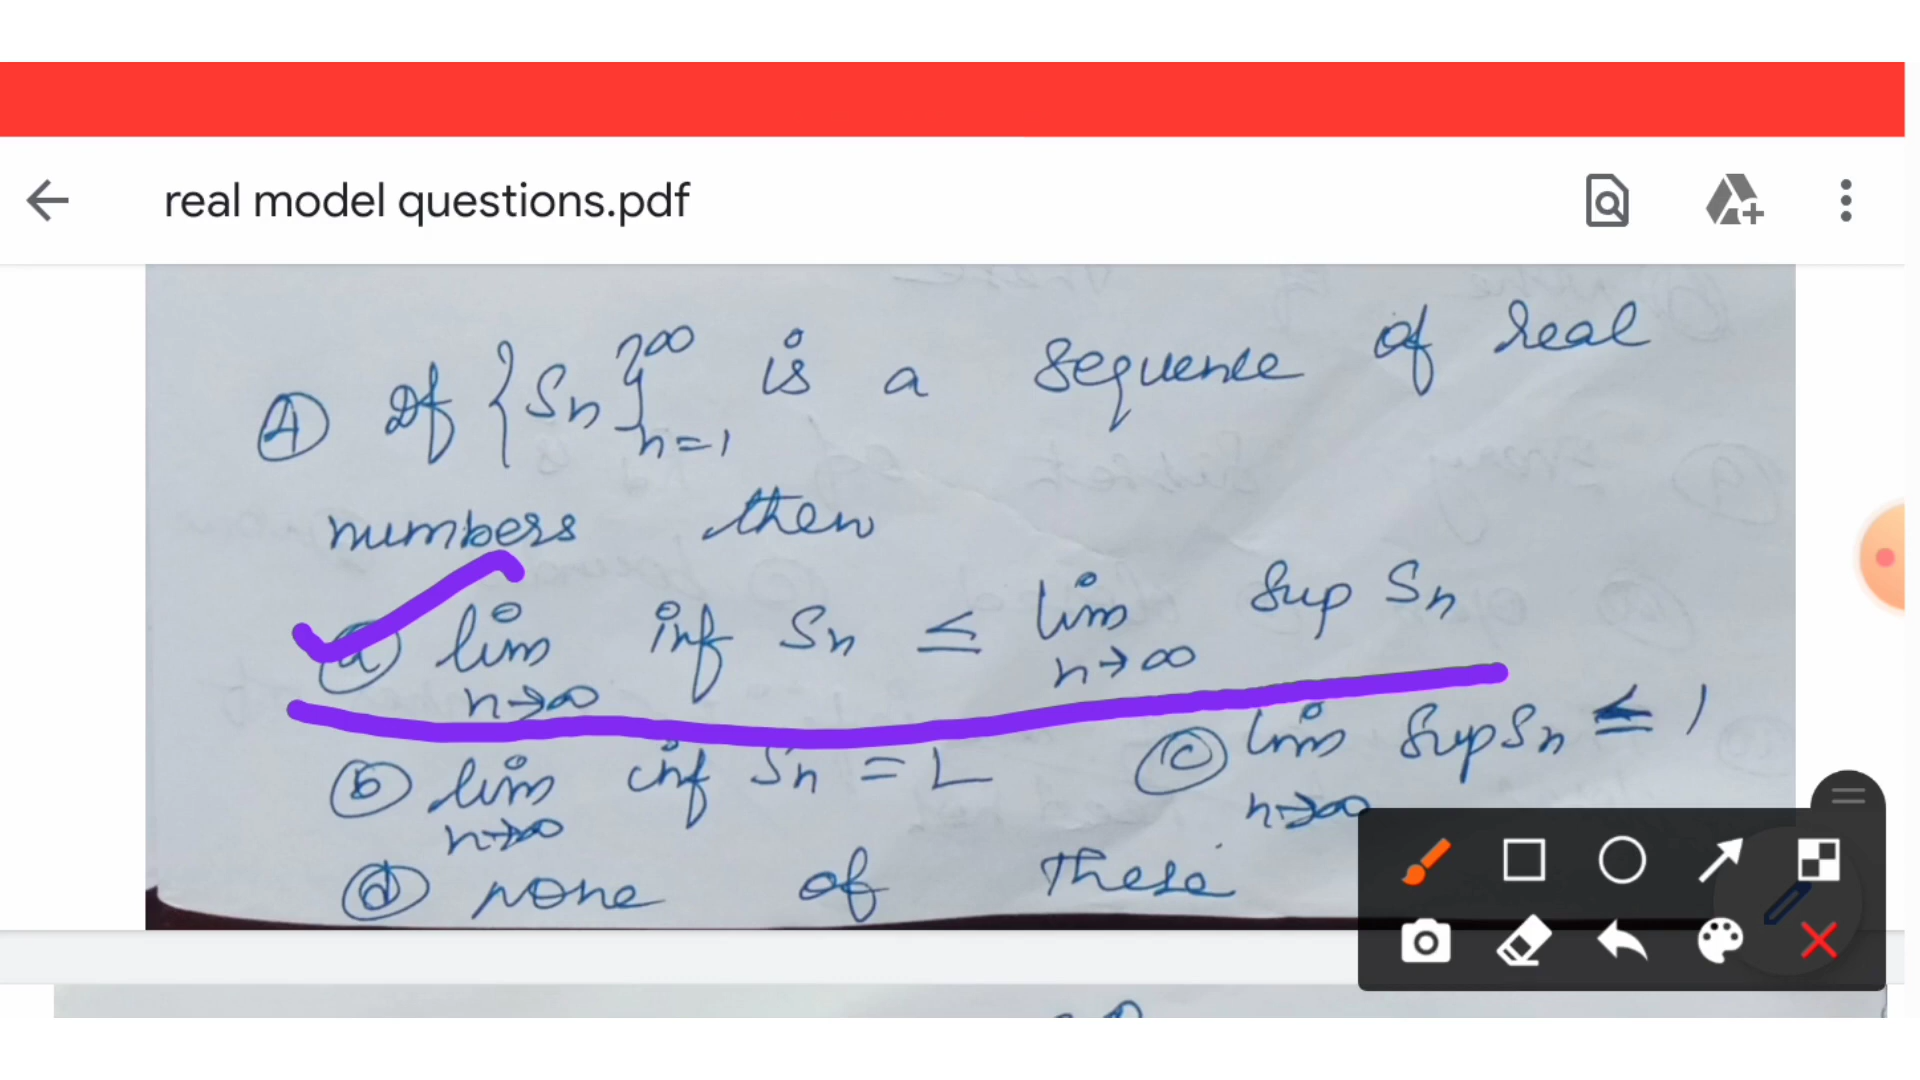 real model questions.pdf
④ If {Sn}∞n=1 is a sequence of real
numbers then
ⓐ lim n→∞ inf Sn ≤ lim n→∞ sup Sn
ⓑ lim n→∞ inf Sn = L ⓒ lim n→∞ Sup Sn ≤ 1
ⓓ none of these